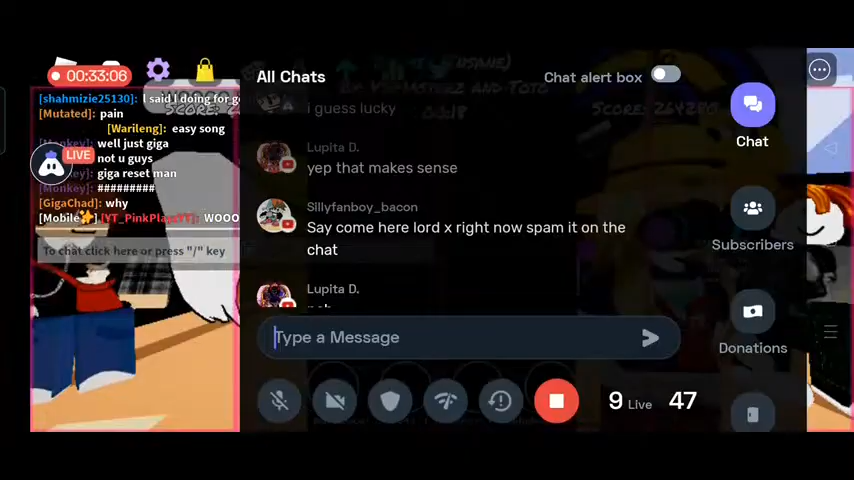 00:33:06
All Chats
Chat alert box
SCORE: 264280
[shahmizie25130]: I said I doing for g
[Mutated]: pain
[Warileng]: easy song
well just giga
not u guys
LIVE
giga reset man
[Monkey]: #########
[GigaChad]: why
[Mobile✨] [YT_PinkPlayzYT]: WOOO
To chat click here or press "/" key
i guess lucky
Lupita D.
yep that makes sense
Sillyfanboy_bacon
Say come here lord x right now spam it on the
chat
Lupita D.
Type a Message
9 Live 47
Chat
Subscribers
Donations